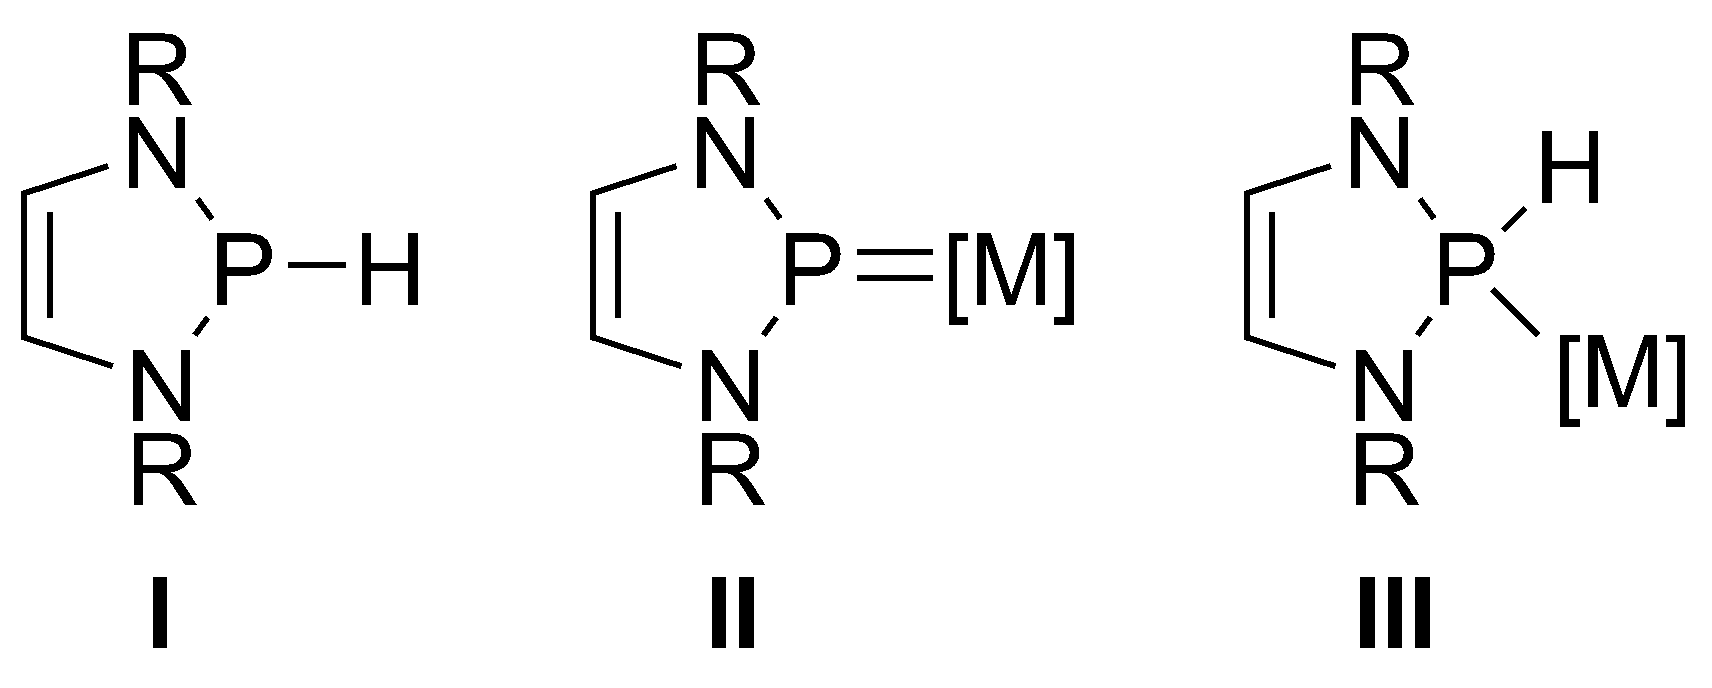 R R R
N N N H
P H P [M] P
N N N [M]
R R R
I II III